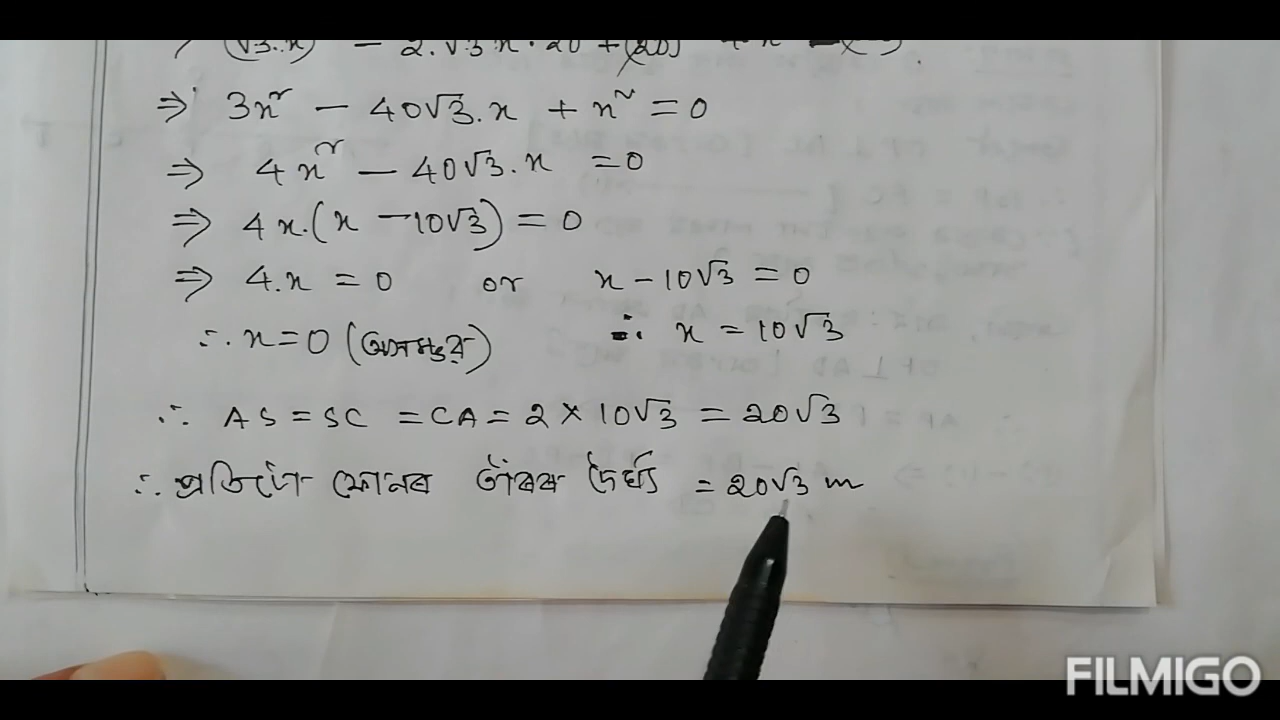 ⇒ 3x² - 40√3.x + x² = 0
⇒ 4x² - 40√3.x = 0
⇒ 4x.(x - 10√3) = 0
⇒ 4.x = 0 or x - 10√3 = 0
∴ x = 0 (অসম্ভৱ) ∴ x = 10√3
∴ AS = SC = CA = 2 × 10√3 = 20√3
∴ প্ৰতিটো ফোনৰ তাঁৰৰ দৈৰ্ঘ্য = 20√3 m
FILMIGO